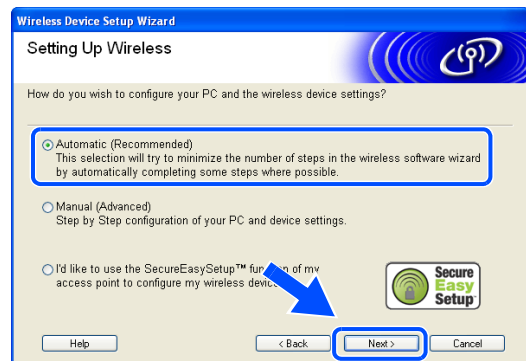 Wireless Device Setup Wizard
Setting Up Wireless
How do you wish to configure your PC and the wireless device settings?
Automatic (Recommended)
This selection will try to minimize the number of steps in the wireless software wizard
by automatically completing some steps where possible.
Manual (Advanced)
Step by Step configuration of your PC and device settings.
I'd like to use the SecureEasySetup™ of my
access point to configure my wireless
Secure
Easy
Setup
Help
< Back
Next >
Cancel